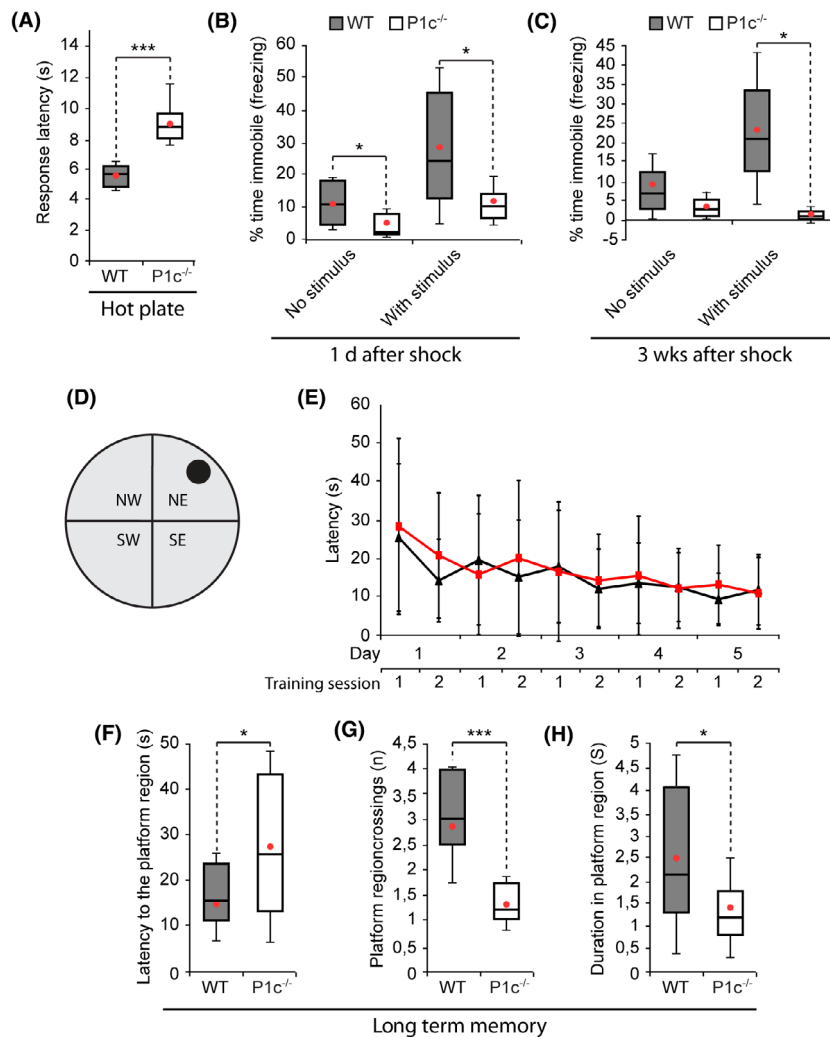 (A)
Response latency (s)
14
12
10
8
6
4
2
0
***
WT
P1c-/-
Hot plate
(B)
WT P1c-/-
% time immobile (freezing)
60
50
40
30
20
10
0
*
*
No stimulus
With stimulus
1 d after shock
(C)
WT P1c-/-
% time immobile (freezing)
45
40
35
30
25
20
15
10
5
0
-5
*
No stimulus
With stimulus
3 wks after shock
(D)
NW NE
SW SE
(E)
Latency (s)
60
50
40
30
20
10
0
Day 1 2 3 4 5
Training session 1 2 1 2 1 2 1 2 1 2
(F)
Latency to the platform region (s)
50
40
30
20
10
0
*
WT P1c-/-
(G)
Platform regioncrossings (n)
4,5
4
3,5
3
2,5
2
1,5
1
0,5
0
***
WT P1c-/-
(H)
Duration in platform region (S)
5
4,5
4
3,5
3
2,5
2
1,5
1
0,5
0
*
WT P1c-/-
Long term memory